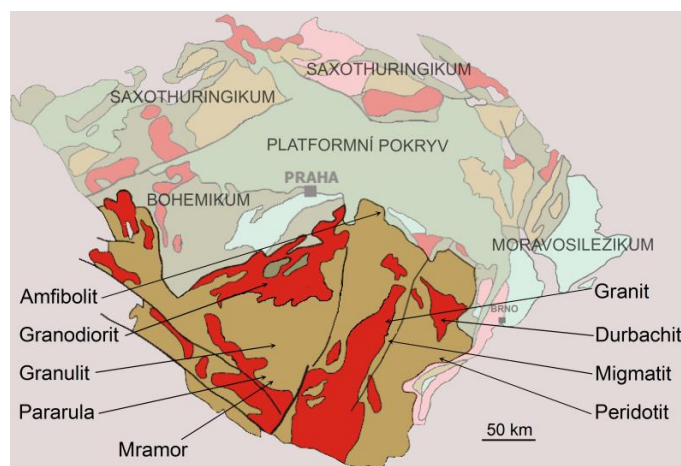 SAXOTHURINGIKUM
SAXOTHURINGIKUM
PLATFORMNÍ POKRYV
PRAHA
BOHEMIKUM
MORAVOSILEZIKUM
Amfibolit
Granit
BRNO
Granodiorit
Durbachit
Granulit
Migmatit
Pararula
Peridotit
Mramor
50 km